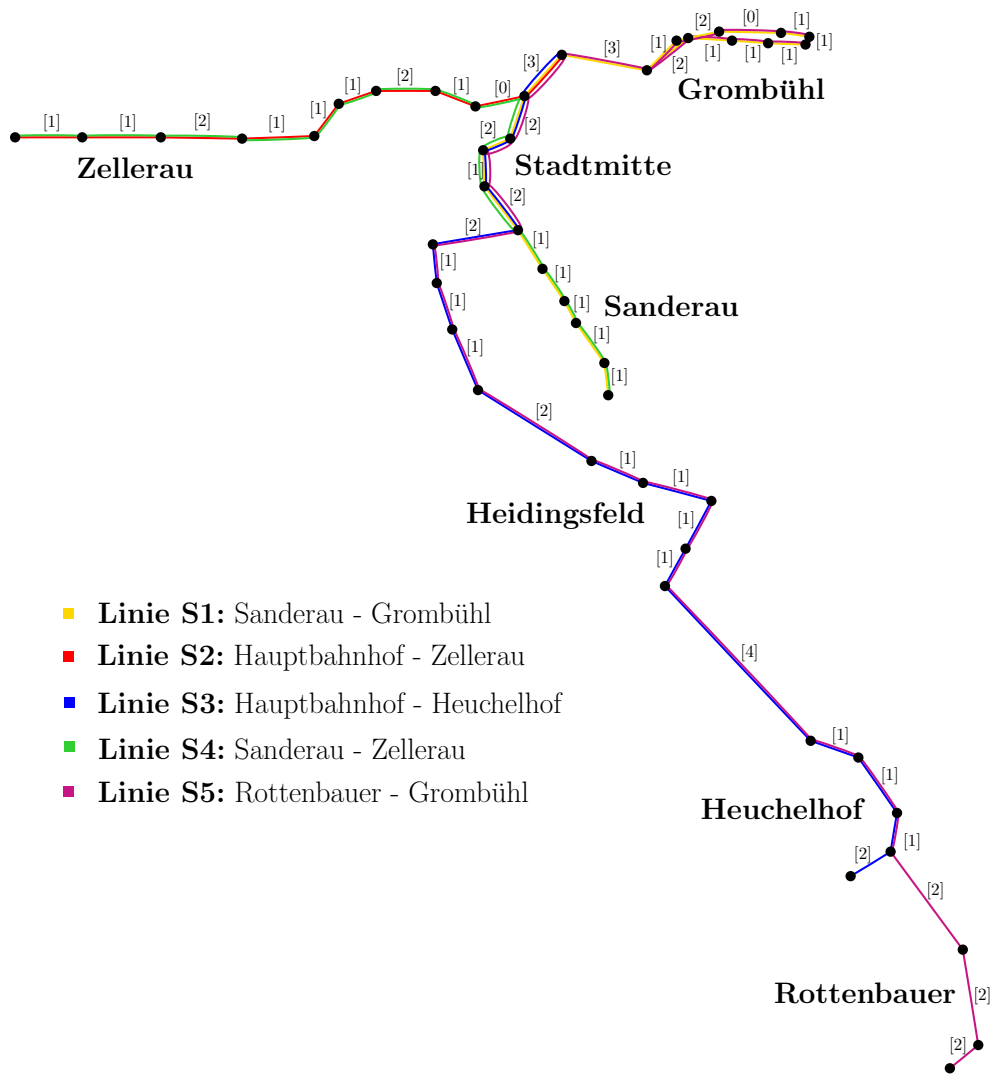 [2] [0] [1]
[3] [3] [1] [1]
[2] [1] [1] [1]
Grombühl
[1] [2] [1] [0]
[1] [1] [2] [1] [1]
[2] [2]
Zellerau
Stadtmitte
[1]
[2]
[2] [1]
[1] [1]
[1] [1]
Sanderau
[1] [1]
[1]
[2]
[1] [1]
Heidingsfeld
[1]
[1]
Linie S1: Sanderau - Grombühl
Linie S2: Hauptbahnhof - Zellerau
[4]
Linie S3: Hauptbahnhof - Heuchelhof
[1]
Linie S4: Sanderau - Zellerau
[1]
Linie S5: Rottenbauer - Grombühl
Heuchelhof
[2] [1]
[2]
Rottenbauer [2]
[2]